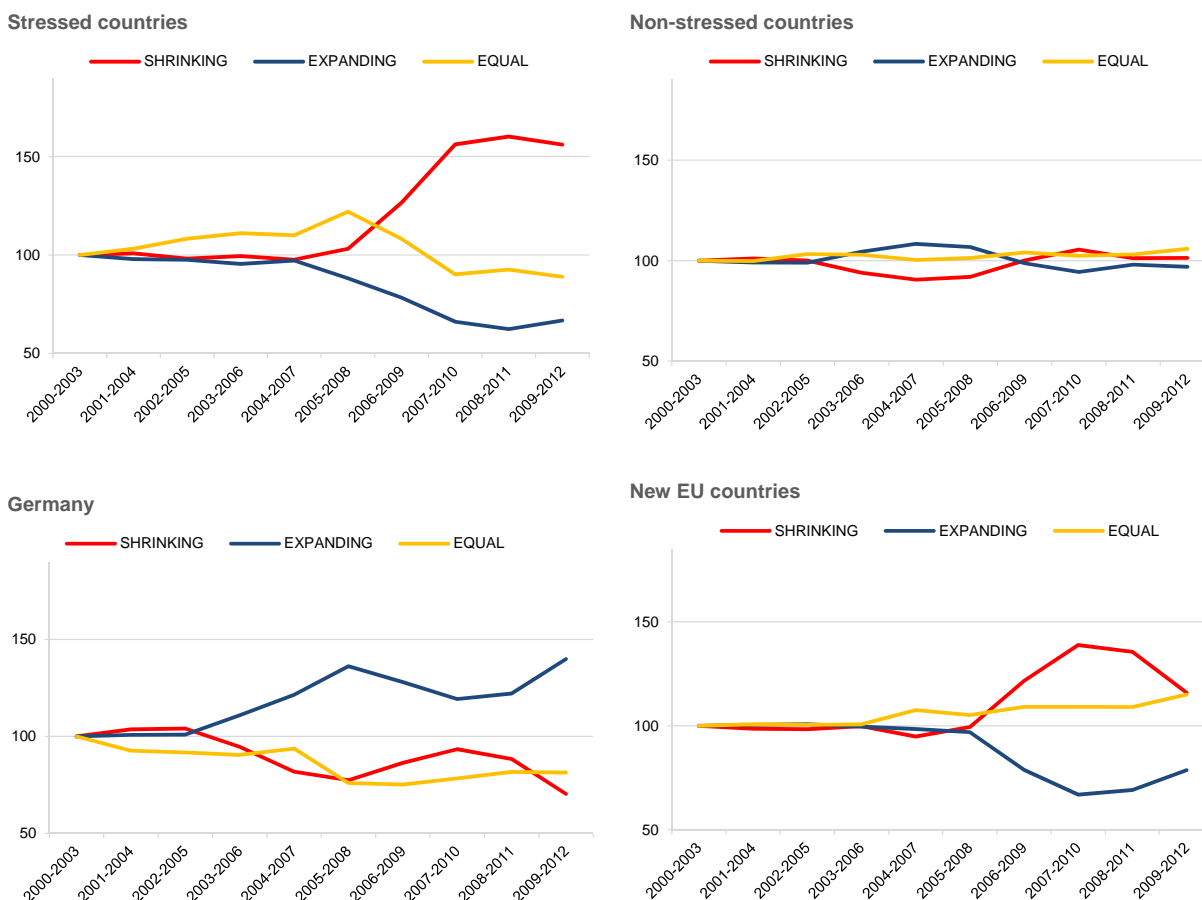 Stressed countries
SHRINKING EXPANDING EQUAL
150
100
50
2000-2003 2001-2004 2002-2005 2003-2006 2004-2007 2005-2008 2006-2009 2007-2010 2008-2011 2009-2012
Non-stressed countries
SHRINKING EXPANDING EQUAL
150
100
50
2000-2003 2001-2004 2002-2005 2003-2006 2004-2007 2005-2008 2006-2009 2007-2010 2008-2011 2009-2012
Germany
SHRINKING EXPANDING EQUAL
150
100
50
2000-2003 2001-2004 2002-2005 2003-2006 2004-2007 2005-2008 2006-2009 2007-2010 2008-2011 2009-2012
New EU countries
SHRINKING EXPANDING EQUAL
150
100
50
2000-2003 2001-2004 2002-2005 2003-2006 2004-2007 2005-2008 2006-2009 2007-2010 2008-2011 2009-2012